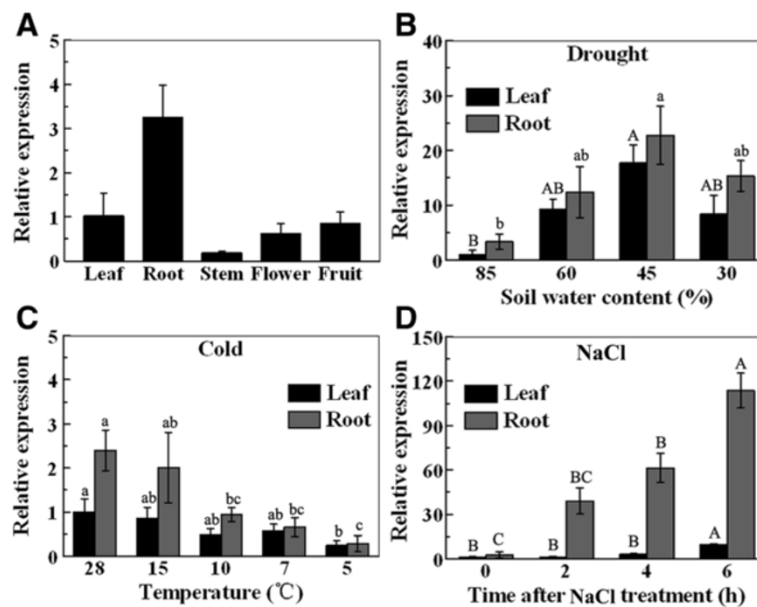 A
Relative expression
5
4
3
2
1
0
Leaf Root Stem Flower Fruit
B
Relative expression
40
30
20
10
0
Drought
Leaf
Root
B b AB ab A a AB ab
85 60 45 30
Soil water content (%)
C
Relative expression
5
4
3
2
1
0
Cold
Leaf
Root
a a ab ab ab bc ab bc b c
28 15 10 7 5
Temperature (℃)
D
Relative expression
150
120
90
60
30
0
NaCl
Leaf
Root
B C B BC B B A A
0 2 4 6
Time after NaCl treatment (h)